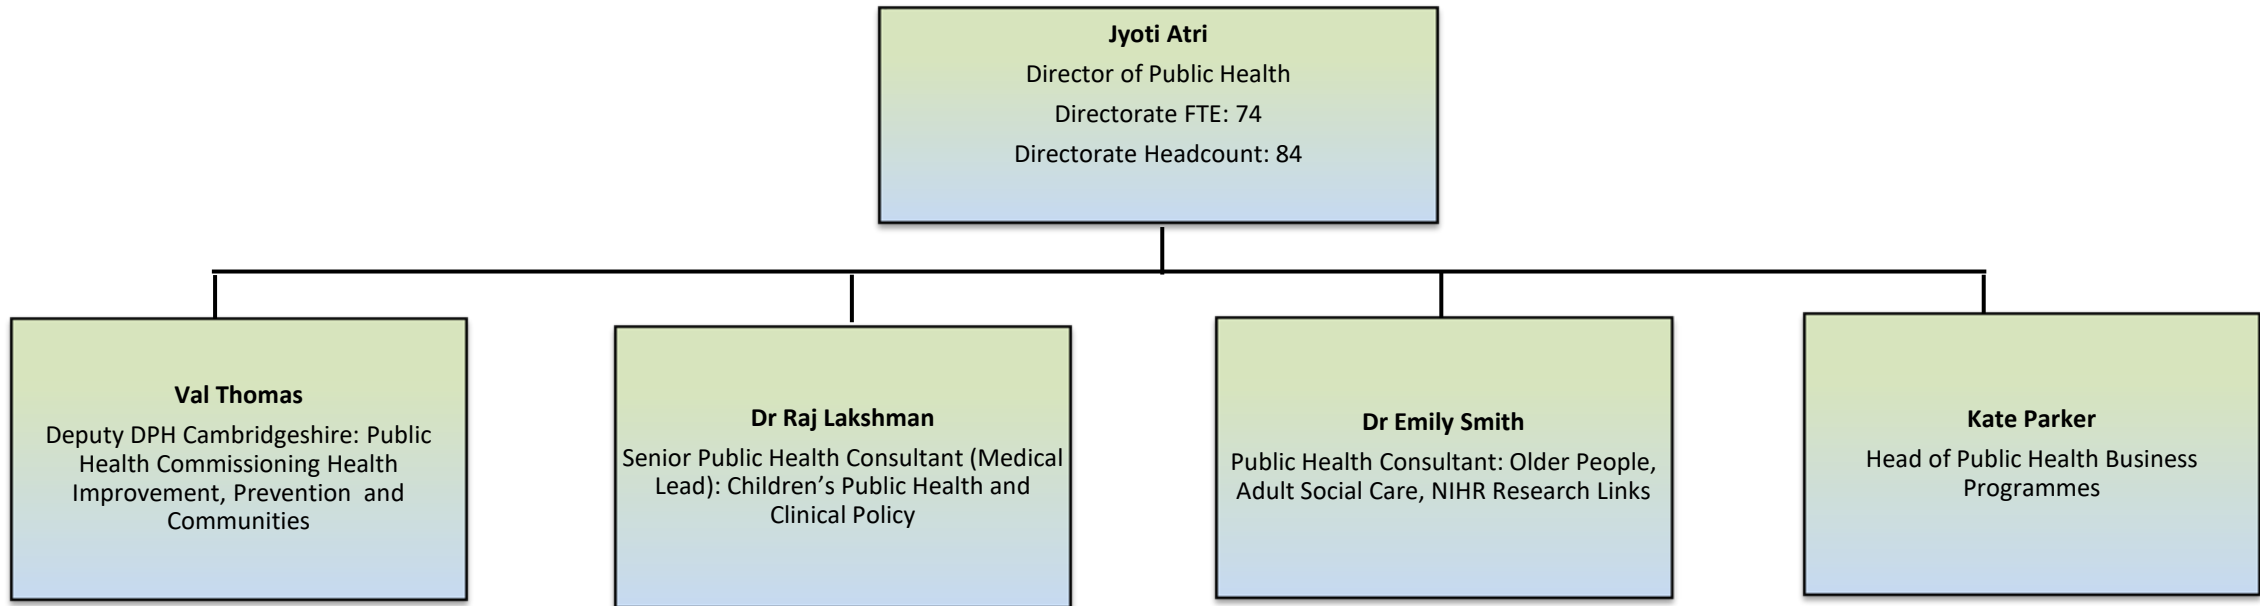 Jyoti Atri
Director of Public Health
Directorate FTE: 74
Directorate Headcount: 84
Val Thomas
Deputy DPH Cambridgeshire: Public
Health Commissioning Health
Improvement, Prevention  and
Communities
Dr Raj Lakshman
Senior Public Health Consultant (Medical
Lead): Children’s Public Health and
Clinical Policy
Dr Emily Smith
Public Health Consultant: Older People,
Adult Social Care, NIHR Research Links
Kate Parker
Head of Public Health Business
Programmes